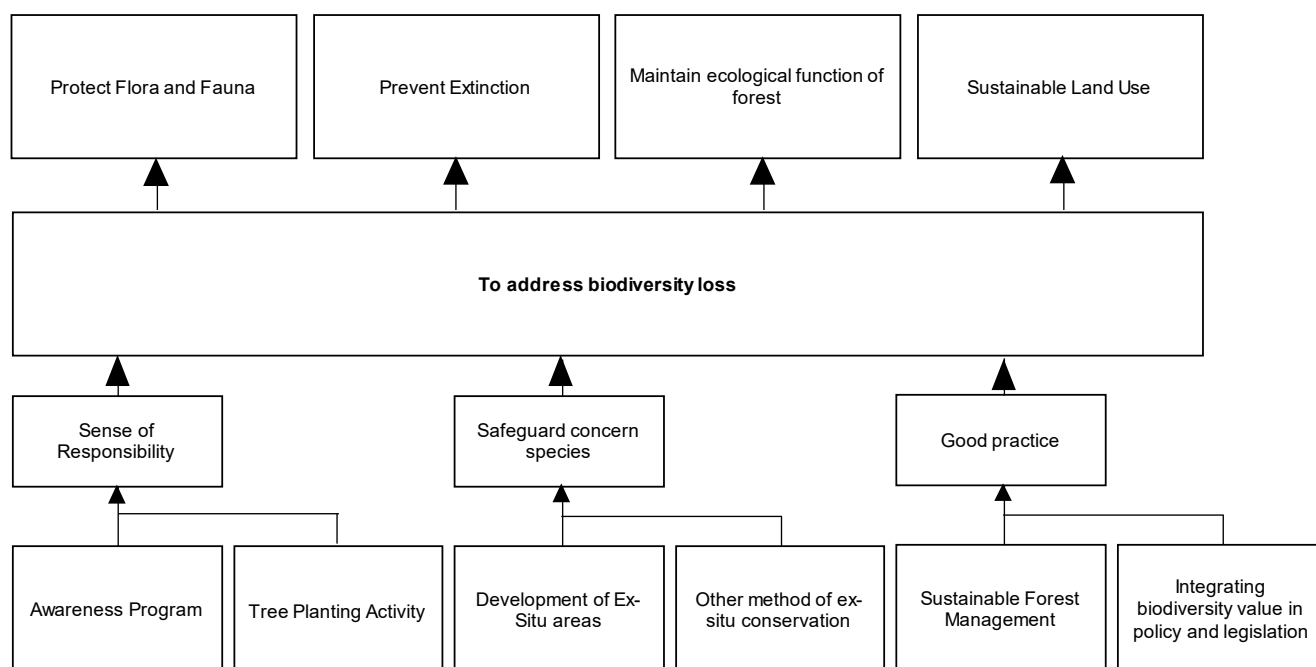 Protect Flora and Fauna
Prevent Extinction
Maintain ecological function of
forest
Sustainable Land Use
To address biodiversity loss
Sense of
Responsibility
Safeguard concern
species
Good practice
Awareness Program
Tree Planting Activity
Development of Ex-
Situ areas
Other method of ex-
situ conservation
Sustainable Forest
Management
Integrating
biodiversity value in
policy and legislation